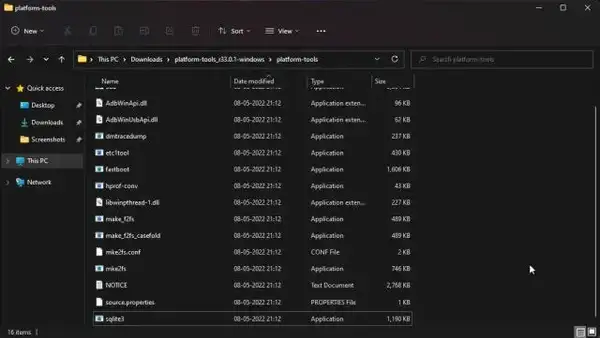 platform-tools
New
Sort
View
This PC > Downloads > platform-tools_r33.0.1-windows > platform-tools
Search platform-tools
Name Date modified Type Size
Quick access
Desktop
Downloads
Screenshots
This PC
Network
AdbWinApi.dll 08-05-2022 21:12 Application exten... 96 KB
AdbWinUsbApi.dll 08-05-2022 21:12 Application exten... 62 KB
dmtracedump 08-05-2022 21:12 Application 237 KB
etc1tool 08-05-2022 21:12 Application 430 KB
fastboot 08-05-2022 21:12 Application 1,606 KB
hprof-conv 08-05-2022 21:12 Application 43 KB
libwinpthread-1.dll 08-05-2022 21:12 Application exten... 227 KB
make_f2fs 08-05-2022 21:12 Application 489 KB
make_f2fs_casefold 08-05-2022 21:12 Application 489 KB
mke2fs.conf 08-05-2022 21:12 CONF File 2 KB
mke2fs 08-05-2022 21:12 Application 746 KB
NOTICE 08-05-2022 21:12 Text Document 2,768 KB
source.properties 08-05-2022 21:12 PROPERTIES File 1 KB
sqlite3 08-05-2022 21:12 Application 1,190 KB
16 items